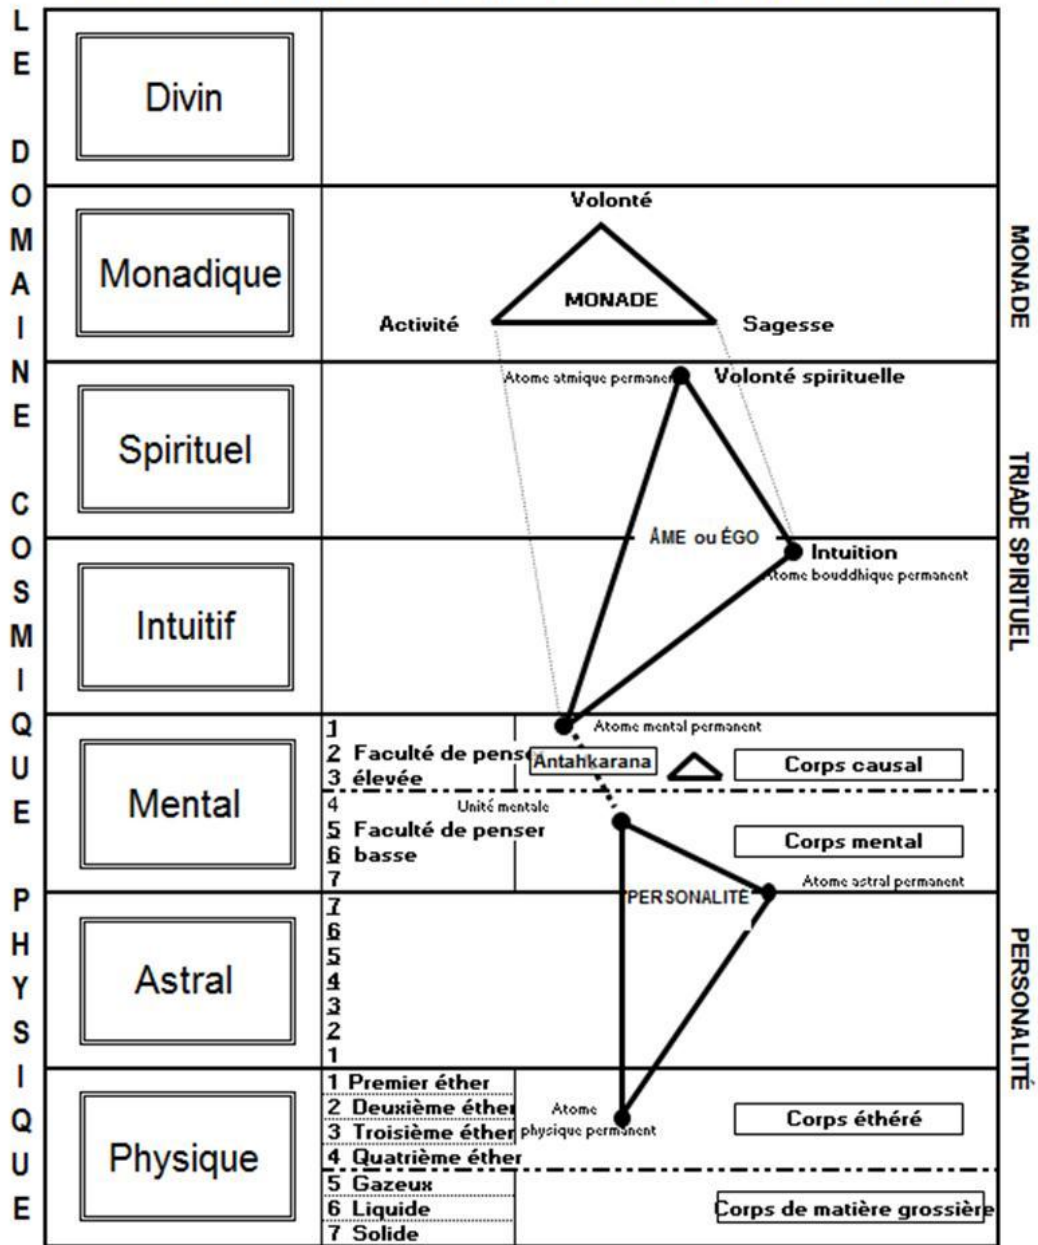 LE DOMAINE COSMIQUE PHYSIQUE
Divin
Monadique
Volonté
MONADE
Activité
Sagesse
MONADE
Spirituel
Atome atmique permanent
Volonté spirituelle
ÂME ou ÉGO
TRIADE SPIRITUEL
Intuitif
Intuition
Atome bouddhique permanent
Mental
1
2 Faculté de penser
3 élevée
Atome mental permanent
Antahkarana
Corps causal
4
5 Faculté de penser
6 basse
7
Unité mentale
Corps mental
Atome astral permanent
PERSONALITÉ
Astral
7
6
5
4
3
2
1
PERSONALITÉ
Physique
1 Premier éther
2 Deuxième éther
3 Troisième éther
4 Quatrième éther
5 Gazeux
6 Liquide
7 Solide
Atome
physique permanent
Corps éthéré
Corps de matière grossière